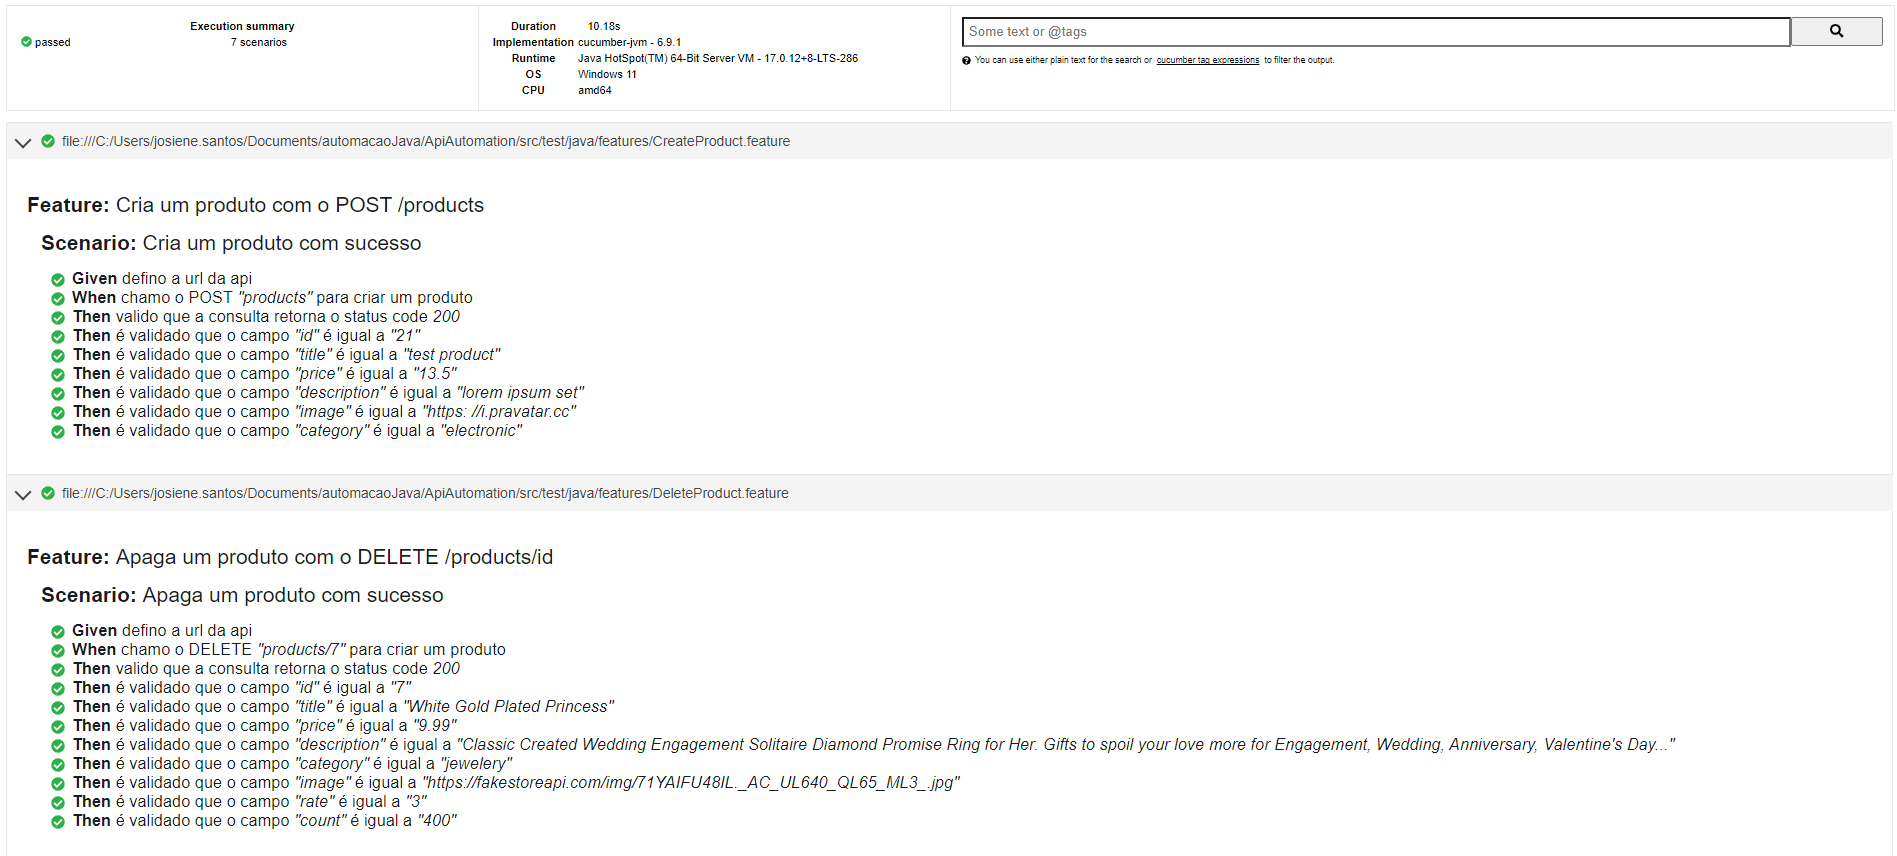 Execution summary
passed 7 scenarios
Duration 10.18s
Implementation cucumber-jvm - 6.9.1
Runtime Java HotSpot(TM) 64-Bit Server VM - 17.0.12+8-LTS-286
OS Windows 11
CPU amd64
Some text or @tags
You can use either plain text for the search or cucumber tag expressions to filter the output.
file:///C:/Users/josiene.santos/Documents/automacaoJava/ApiAutomation/src/test/java/features/CreateProduct.feature
Feature: Cria um produto com o POST /products
Scenario: Cria um produto com sucesso
Given defino a url da api
When chamo o POST "products" para criar um produto
Then valido que a consulta retorna o status code 200
Then é validado que o campo "id" é igual a "21"
Then é validado que o campo "title" é igual a "test product"
Then é validado que o campo "price" é igual a "13.5"
Then é validado que o campo "description" é igual a "lorem ipsum set"
Then é validado que o campo "image" é igual a "https: //i.pravatar.cc"
Then é validado que o campo "category" é igual a "electronic"
file:///C:/Users/josiene.santos/Documents/automacaoJava/ApiAutomation/src/test/java/features/DeleteProduct.feature
Feature: Apaga um produto com o DELETE /products/id
Scenario: Apaga um produto com sucesso
Given defino a url da api
When chamo o DELETE "products/7" para criar um produto
Then valido que a consulta retorna o status code 200
Then é validado que o campo "id" é igual a "7"
Then é validado que o campo "title" é igual a "White Gold Plated Princess"
Then é validado que o campo "price" é igual a "9.99"
Then é validado que o campo "description" é igual a "Classic Created Wedding Engagement Solitaire Diamond Promise Ring for Her. Gifts to spoil your love more for Engagement, Wedding, Anniversary, Valentine's Day..."
Then é validado que o campo "category" é igual a "jewelery"
Then é validado que o campo "image" é igual a "https://fakestoreapi.com/img/71YAIFU48IL._AC_UL640_QL65_ML3_.jpg"
Then é validado que o campo "rate" é igual a "3"
Then é validado que o campo "count" é igual a "400"